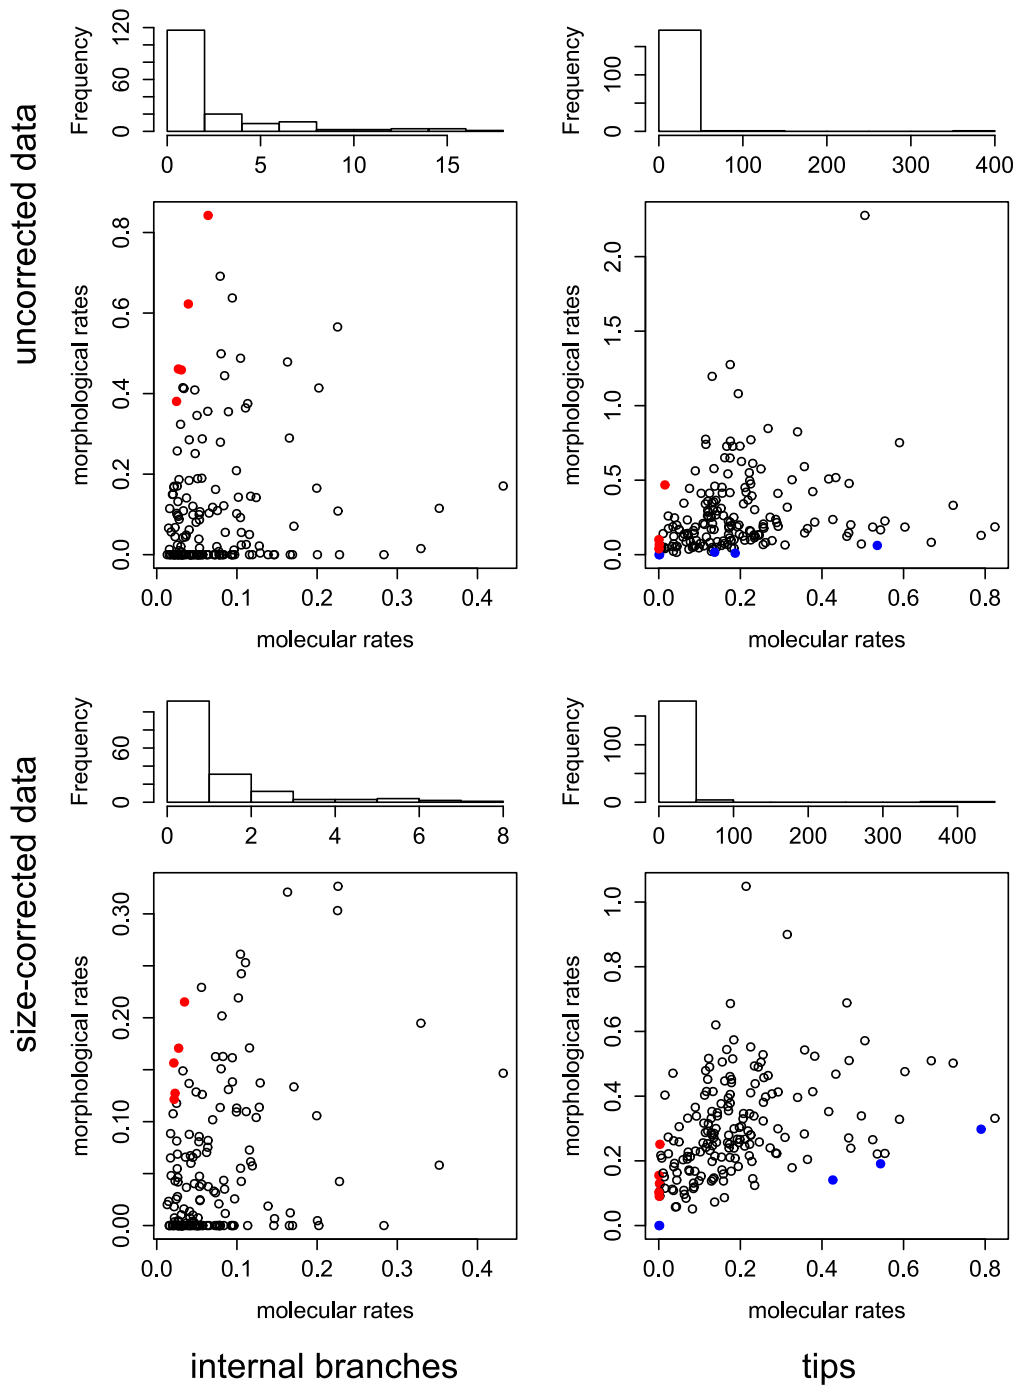 uncorrected data
Frequency
0 60 120
0 5 10 15
Frequency
0 100
0 100 200 300 400
morphological rates
0.0 0.2 0.4 0.6 0.8
0.0 0.1 0.2 0.3 0.4
molecular rates
morphological rates
0.0 0.5 1.0 1.5 2.0
0.0 0.2 0.4 0.6 0.8
molecular rates
size-corrected data
Frequency
0 60
0 2 4 6 8
Frequency
0 100
0 100 200 300 400
morphological rates
0.00 0.10 0.20 0.30
0.0 0.1 0.2 0.3 0.4
molecular rates
morphological rates
0.0 0.2 0.4 0.6 0.8 1.0
0.0 0.2 0.4 0.6 0.8
molecular rates
internal branches
tips